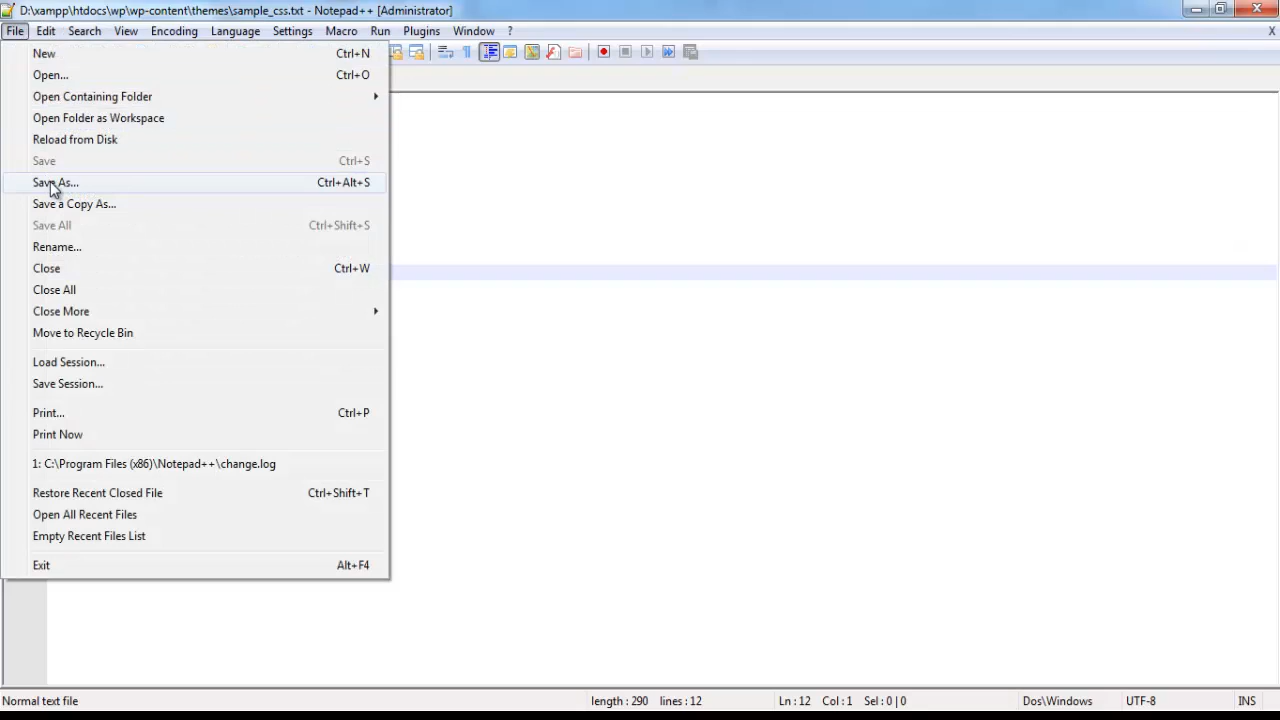 D:\xampp\htdocs\wp\wp-content\themes\sample_css.txt - Notepad++ [Administrator]
File Edit Search View Encoding Language Settings Macro Run Plugins Window ? X
New Ctrl+N
Open... Ctrl+O
Open Containing Folder
Open Folder as Workspace
Reload from Disk
Save Ctrl+S
Save As... Ctrl+Alt+S
Save a Copy As...
Save All Ctrl+Shift+S
Rename...
Close Ctrl+W
Close All
Close More
Move to Recycle Bin
Load Session...
Save Session...
Print... Ctrl+P
Print Now
1: C:\Program Files (x86)\Notepad++\change.log
Restore Recent Closed File Ctrl+Shift+T
Open All Recent Files
Empty Recent Files List
Exit Alt+F4
Normal text file length : 290 lines : 12 Ln : 12 Col : 1 Sel : 0 | 0 Dos\Windows UTF-8 INS